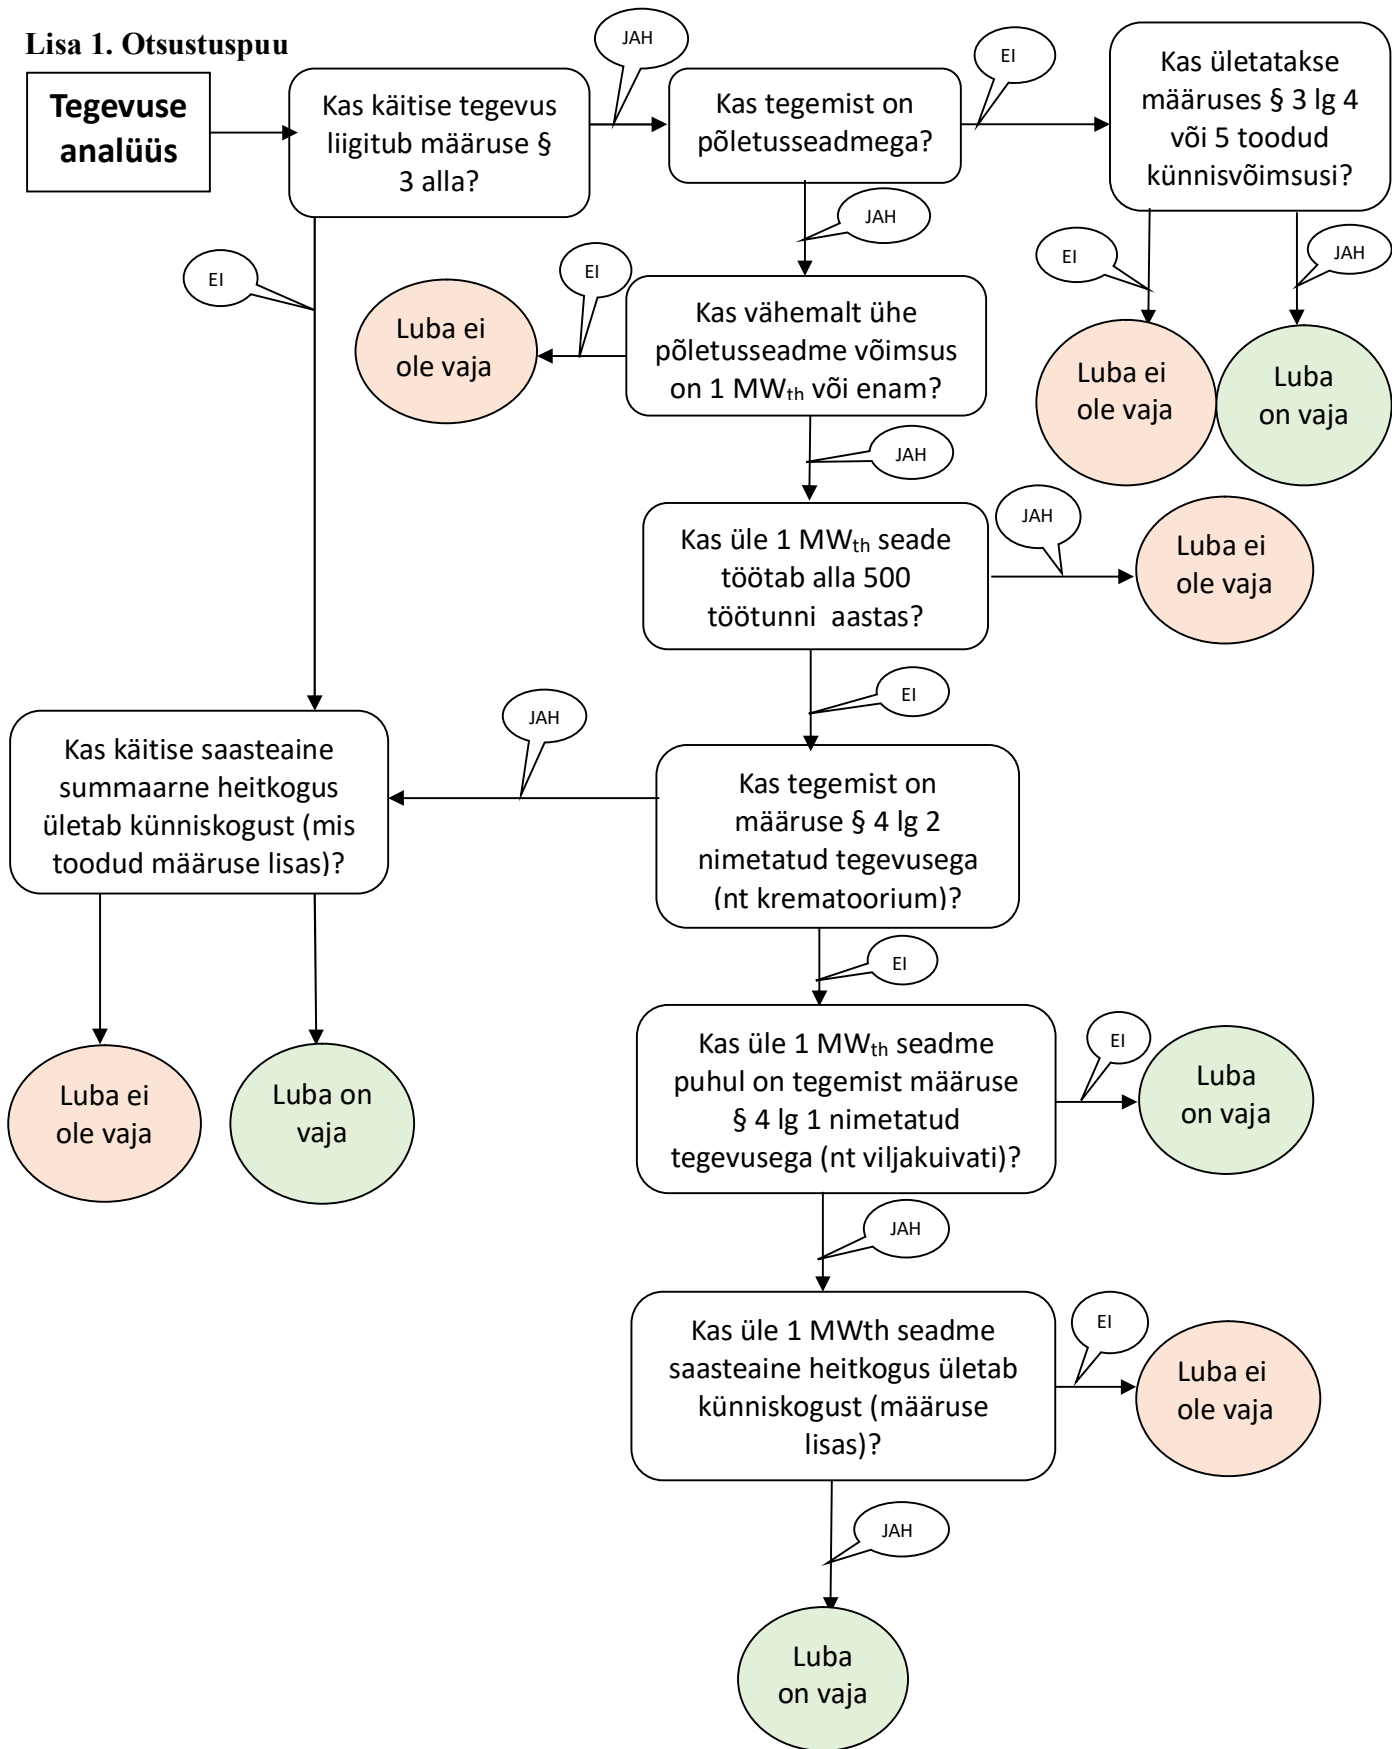 Lisa 1. Otsustuspuu
Tegevuse
analüüs
Kas käitise tegevus
liigitub määruse §
3 alla?
JAH
Kas tegemist on
põletusseadmega?
EI
Kas ületatakse
määruses § 3 lg 4
või 5 toodud
künnisvõimsusi?
JAH
EI
JAH
EI
EI
Luba ei
ole vaja
Kas vähemalt ühe
põletusseadme võimsus
on 1 MWth või enam?
Luba ei
ole vaja
Luba
on vaja
JAH
Kas üle 1 MWth seade
töötab alla 500
töötunni  aastas?
JAH
Luba ei
ole vaja
EI
JAH
Kas käitise saasteaine
summaarne heitkogus
ületab künniskogust (mis
toodud määruse lisas)?
Kas tegemist on
määruse § 4 lg 2
nimetatud tegevusega
(nt krematoorium)?
EI
Luba ei
ole vaja
Luba on
vaja
Kas üle 1 MWth seadme
puhul on tegemist määruse
§ 4 lg 1 nimetatud
tegevusega (nt viljakuivati)?
EI
Luba
on vaja
JAH
Kas üle 1 MWth seadme
saasteaine heitkogus ületab
künniskogust (määruse
lisas)?
EI
Luba ei
ole vaja
JAH
Luba
on vaja